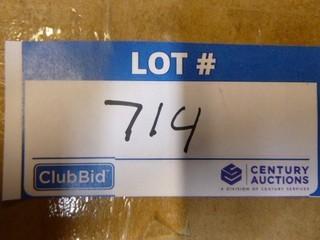 LOT #
714
ClubBid
CENTURY
AUCTIONS
A DIVISION OF CENTURY SERVICES